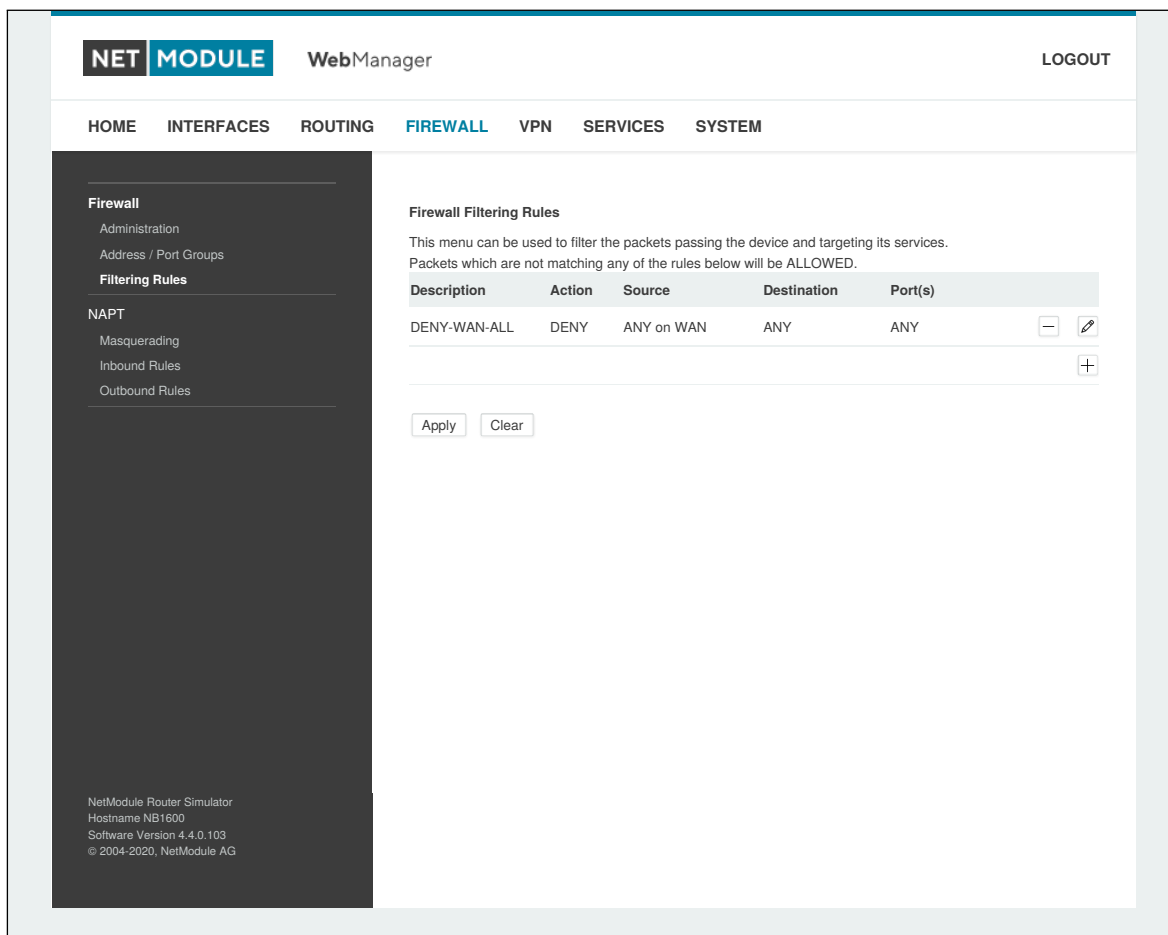 NET MODULE WebManager LOGOUT
HOME INTERFACES ROUTING FIREWALL VPN SERVICES SYSTEM
Firewall
Administration
Address / Port Groups
Filtering Rules
NAPT
Masquerading
Inbound Rules
Outbound Rules
Firewall Filtering Rules
This menu can be used to filter the packets passing the device and targeting its services.
Packets which are not matching any of the rules below will be ALLOWED.
Description Action Source Destination Port(s)
DENY-WAN-ALL DENY ANY on WAN ANY ANY
Apply Clear
NetModule Router Simulator
Hostname NB1600
Software Version 4.4.0.103
© 2004-2020, NetModule AG